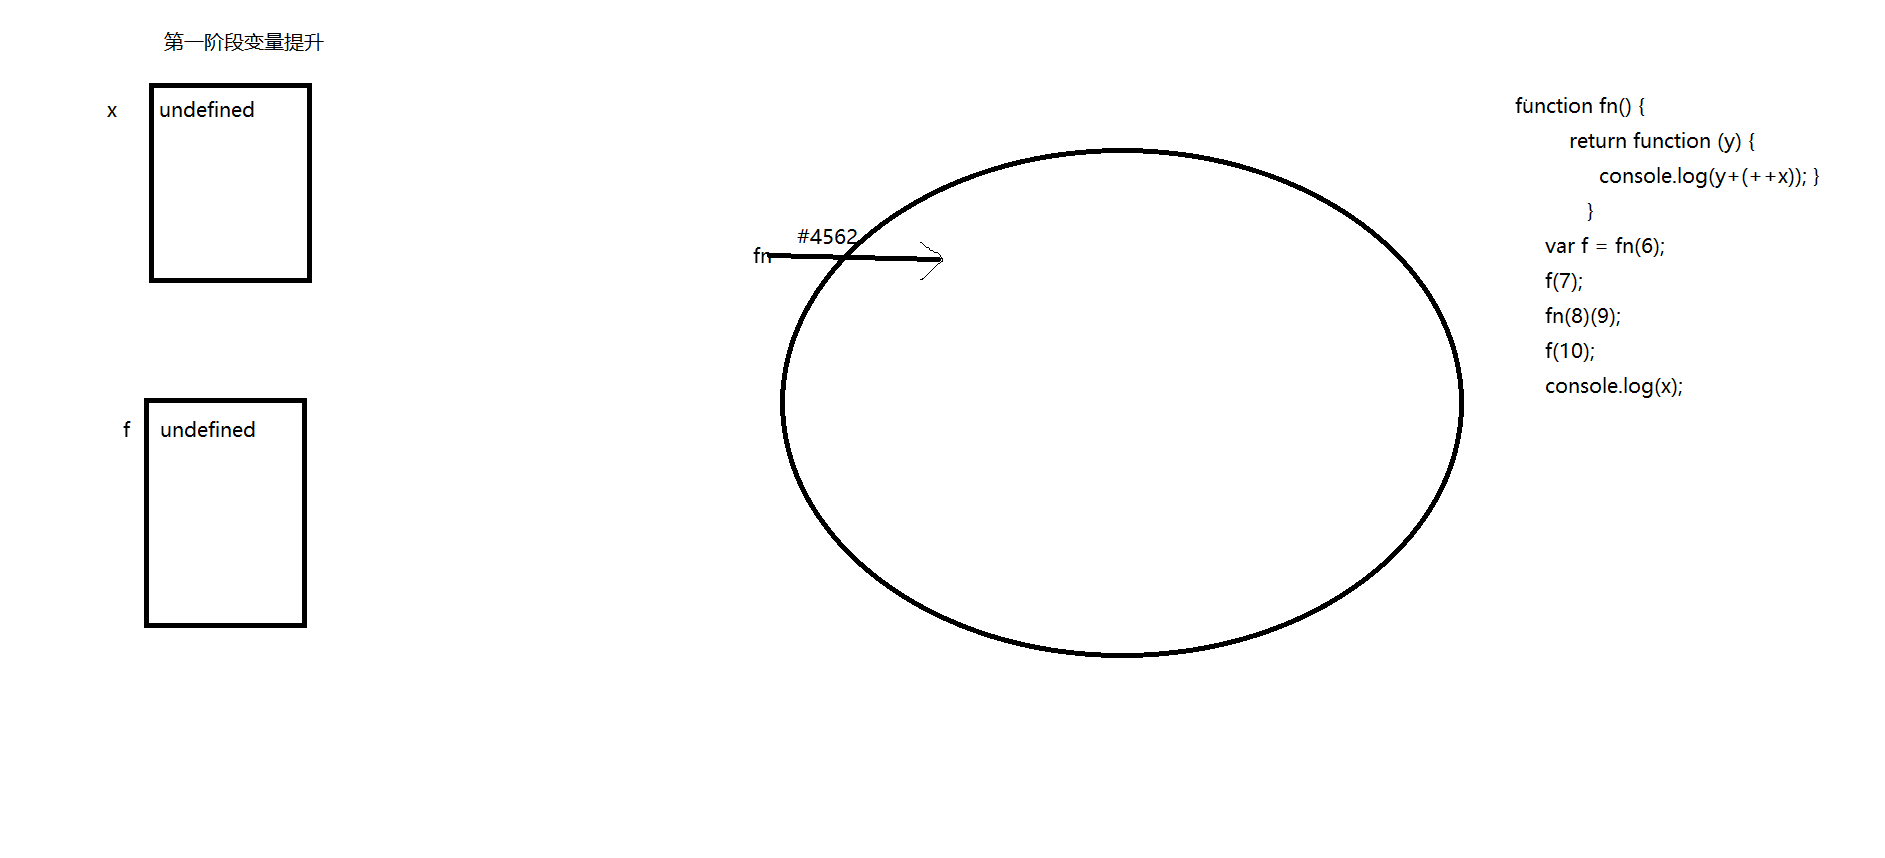 第一阶段变量提升
x
undefined
f
undefined
#4562
fn
function fn() {
return function (y) {
console.log(y+(++x)); }
}
var f = fn(6);
f(7);
fn(8)(9);
f(10);
console.log(x);